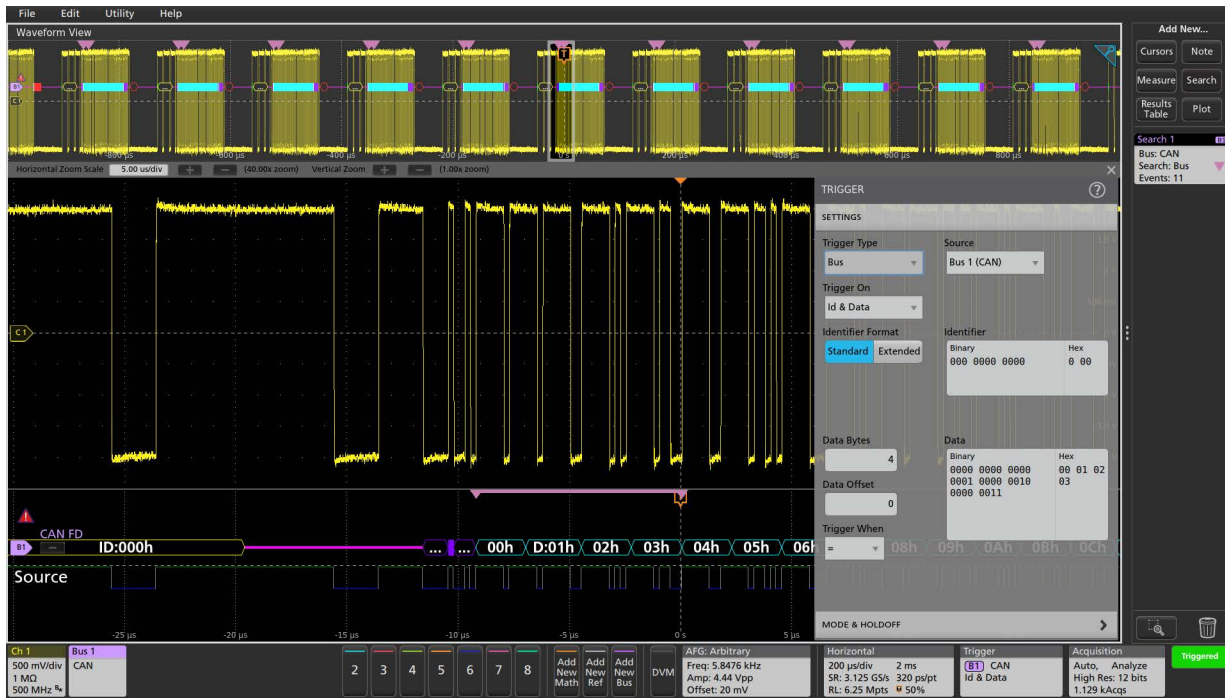 File Edit Utility Help
Waveform View
Add New...
Cursors Note
Measure Search
Results Table Plot
Search 1
Bus: CAN
Search: Bus
Events: 11
T
B1
C1
-800 µs -600 µs -400 µs -200 µs 0 s 200 µs 400 µs 600 µs 800 µs
Horizontal Zoom Scale 5.00 us/div + - (40.00x zoom) Vertical Zoom + - (1.00x zoom)
TRIGGER
SETTINGS
Trigger Type Source
Bus Bus 1 (CAN)
Trigger On
Id & Data
Identifier Format Identifier
Standard Extended
Binary Hex
000 0000 0000 0 00
Data Bytes Data
4
Binary Hex
0000 0000 0000 00 01 02
0001 0000 0010 03
0000 0011
Data Offset
0
Trigger When
=
MODE & HOLDOFF
C1
CAN FD
B1 ID:000h ... ... 00h D:01h 02h 03h 04h 05h 06h 08h 09h 0Ah 0Bh 0Ch
Source
-25 µs -20 µs -15 µs -10 µs -5 µs 0 s 5 µs
Ch 1
500 mV/div
1 MΩ
500 MHz
Bus 1
CAN
2 3 4 5 6 7 8
Add New Math
Add New Ref
Add New Bus
DVM
AFG: Arbitrary
Freq: 5.8476 kHz
Amp: 4.44 Vpp
Offset: 20 mV
Horizontal
200 µs/div 2 ms
SR: 3.125 GS/s 320 ps/pt
RL: 6.25 Mpts 50%
Trigger
B1 CAN
Id & Data
Acquisition
Auto, Analyze
High Res: 12 bits
1.129 kAcqs
Triggered